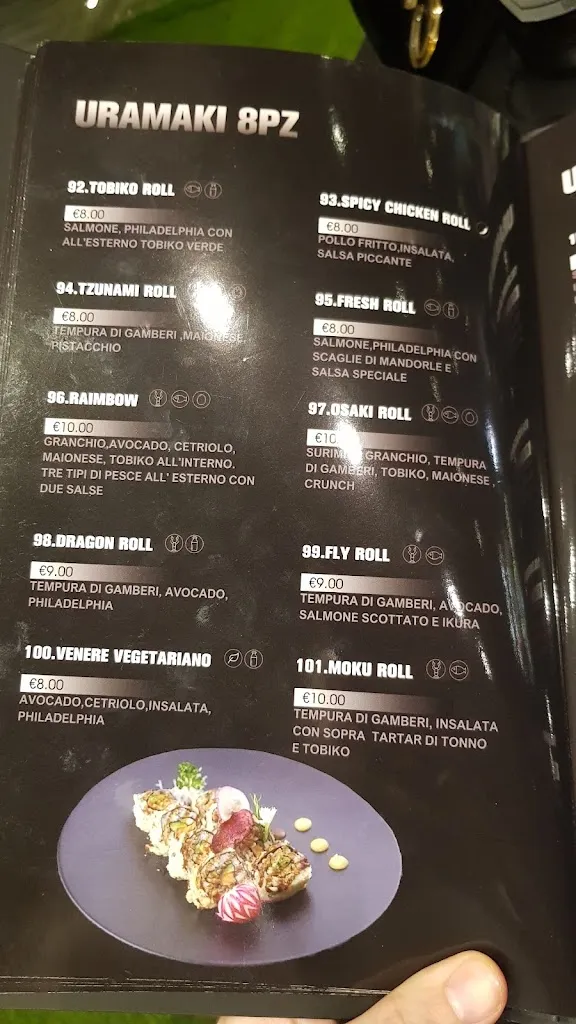 URAMAKI 8PZ
92.TOBIKO ROLL
€8.00
SALMONE, PHILADELPHIA CON
ALL'ESTERNO TOBIKO VERDE
93.SPICY CHICKEN ROLL
€8.00
POLLO FRITTO,INSALATA,
SALSA PICCANTE
94.TZUNAMI ROLL
€8.00
TEMPURA DI GAMBERI ,MAIONESE
PISTACCHIO
95.FRESH ROLL
€8.00
SALMONE,PHILADELPHIA CON
SCAGLIE DI MANDORLE E
SALSA SPECIALE
96.RAIMBOW
€10.00
GRANCHIO,AVOCADO, CETRIOLO,
MAIONESE, TOBIKO ALL'INTERNO.
TRE TIPI DI PESCE ALL' ESTERNO CON
DUE SALSE
97.OSAKI ROLL
€10
SURIMI GRANCHIO, TEMPURA
DI GAMBERI, TOBIKO, MAIONESE,
CRUNCH
98.DRAGON ROLL
€9.00
TEMPURA DI GAMBERI, AVOCADO,
PHILADELPHIA
99.FLY ROLL
€9.00
TEMPURA DI GAMBERI, AVOCADO,
SALMONE SCOTTATO E IKURA
100.VENERE VEGETARIANO
€8.00
AVOCADO,CETRIOLO,INSALATA,
PHILADELPHIA
101.MOKU ROLL
€10.00
TEMPURA DI GAMBERI, INSALATA
CON SOPRA TARTAR DI TONNO
E TOBIKO